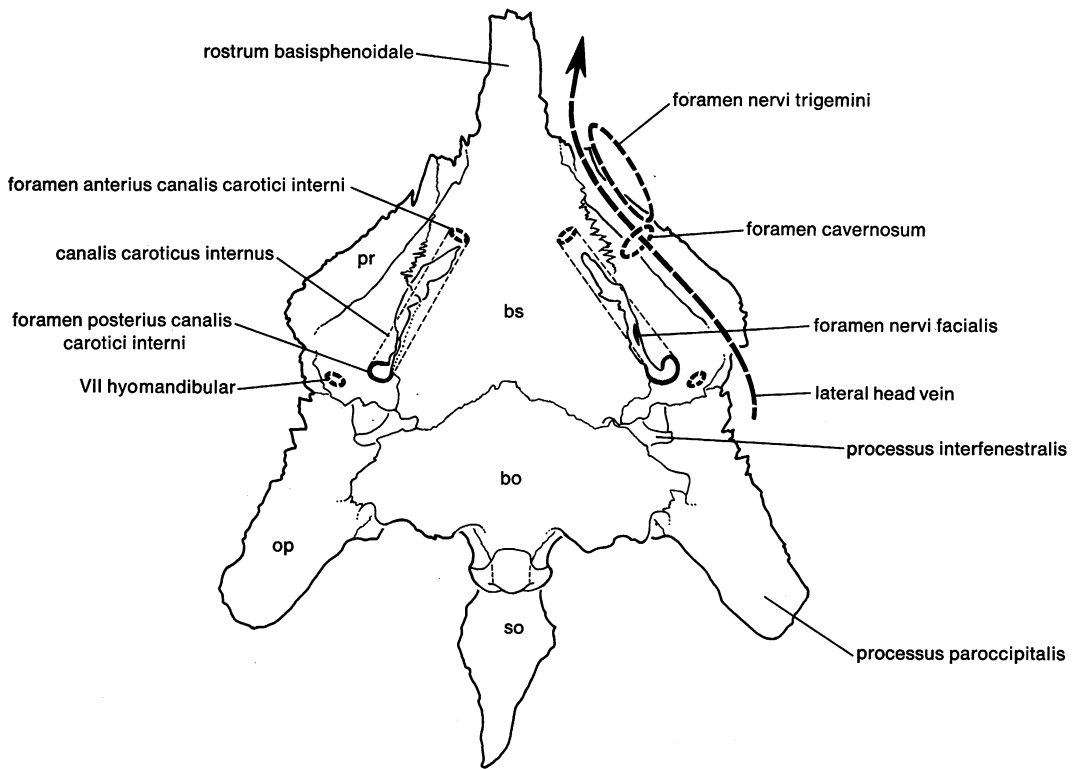 rostrum basisphenoidale
foramen nervi trigemini
foramen anterius canalis carotici interni
foramen cavernosum
canalis caroticus internus
pr
bs
foramen posterius canalis
carotici interni
foramen nervi facialis
VII hyomandibular
lateral head vein
processus interfenestralis
bo
op
so
processus paroccipitalis